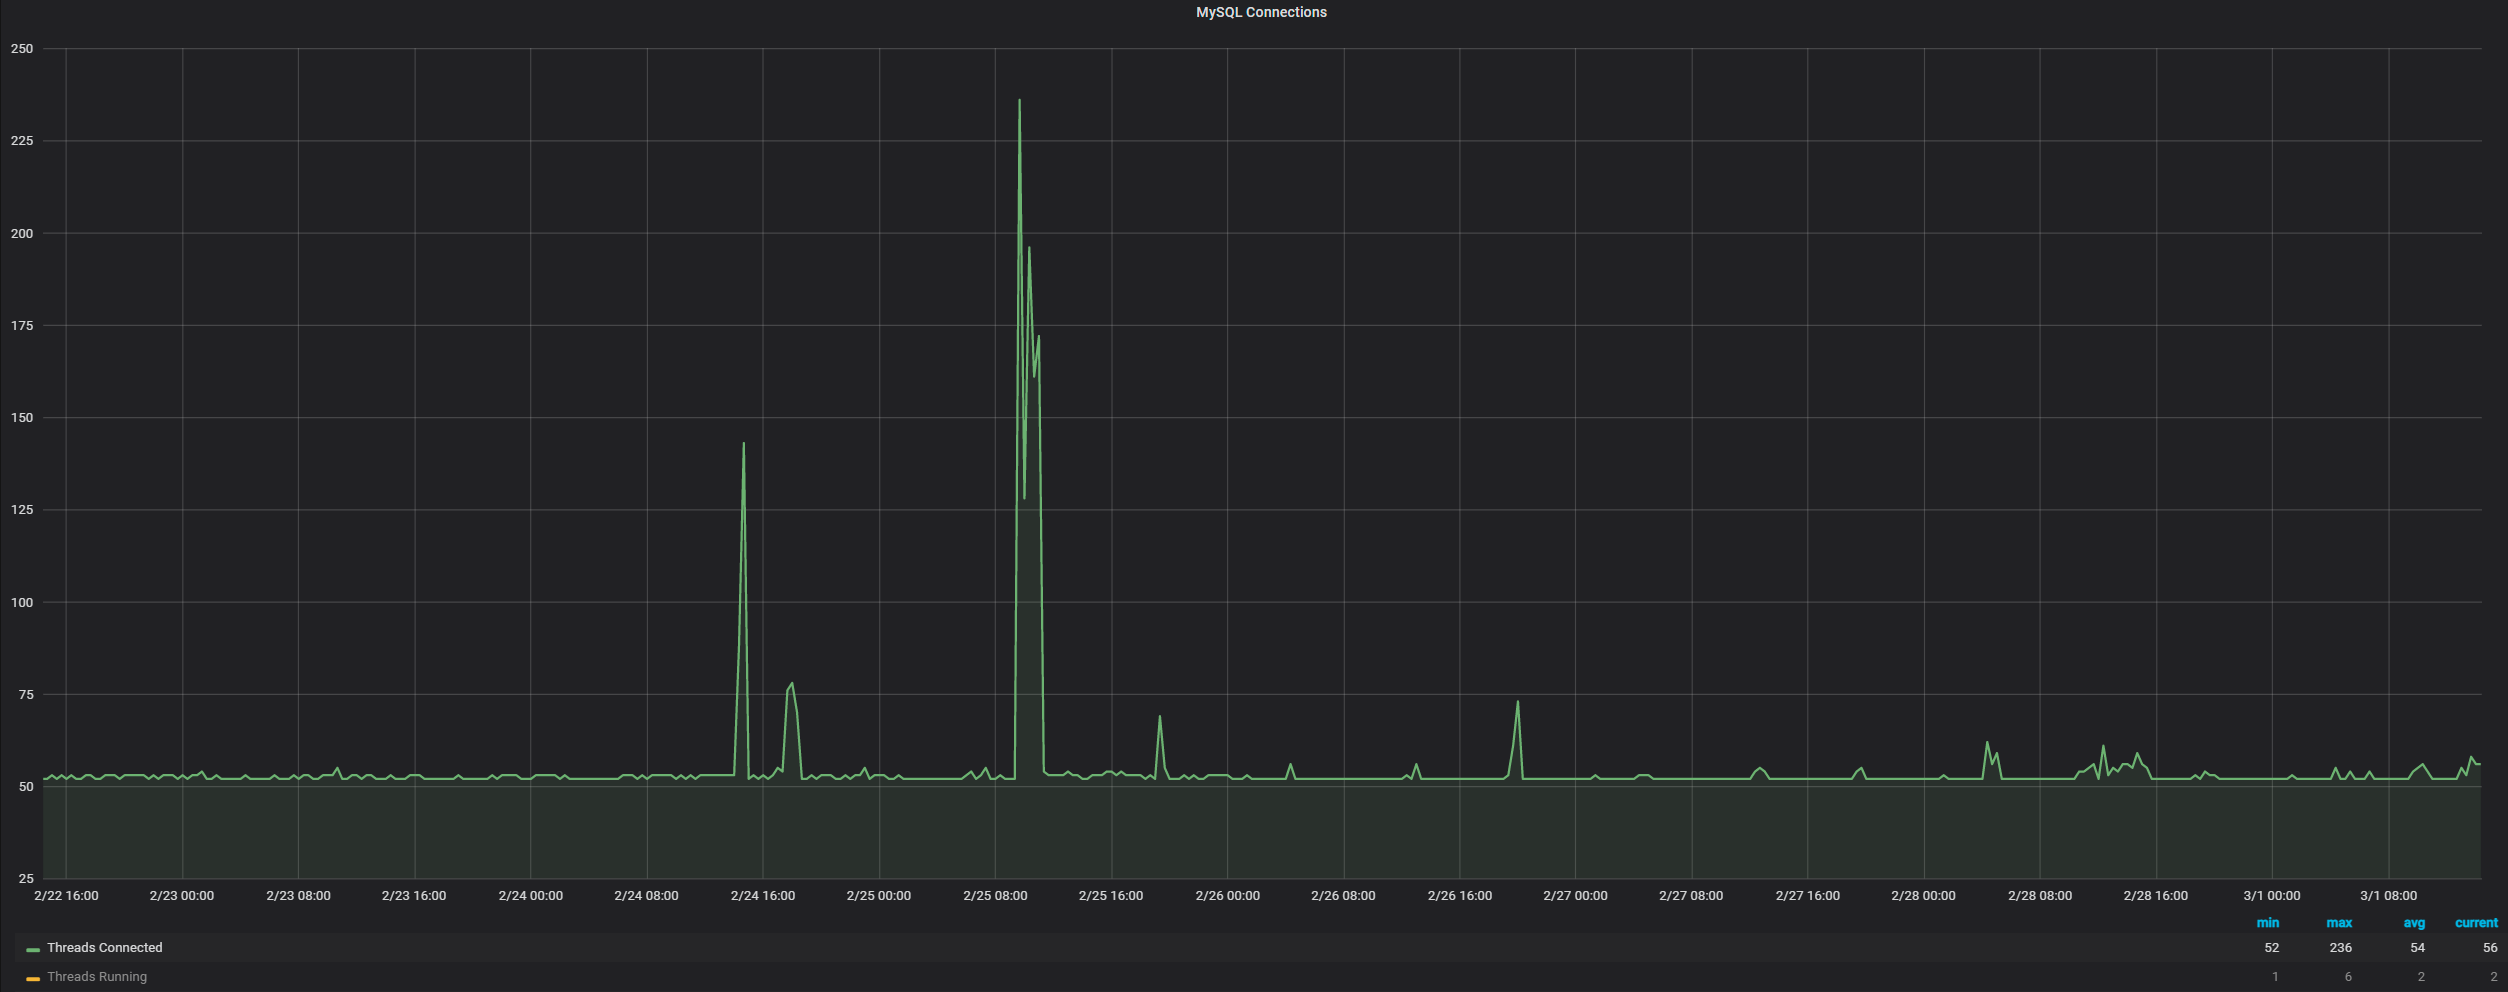 MySQL Connections
250
225
200
175
150
125
100
75
50
25
2/22 16:00 2/23 00:00 2/23 08:00 2/23 16:00 2/24 00:00 2/24 08:00 2/24 16:00 2/25 00:00 2/25 08:00 2/25 16:00 2/26 00:00 2/26 08:00 2/26 16:00 2/27 00:00 2/27 08:00 2/27 16:00 2/28 00:00 2/28 08:00 2/28 16:00 3/1 00:00 3/1 08:00
min max avg current
Threads Connected 52 236 54 56
Threads Running 1 6 2 2